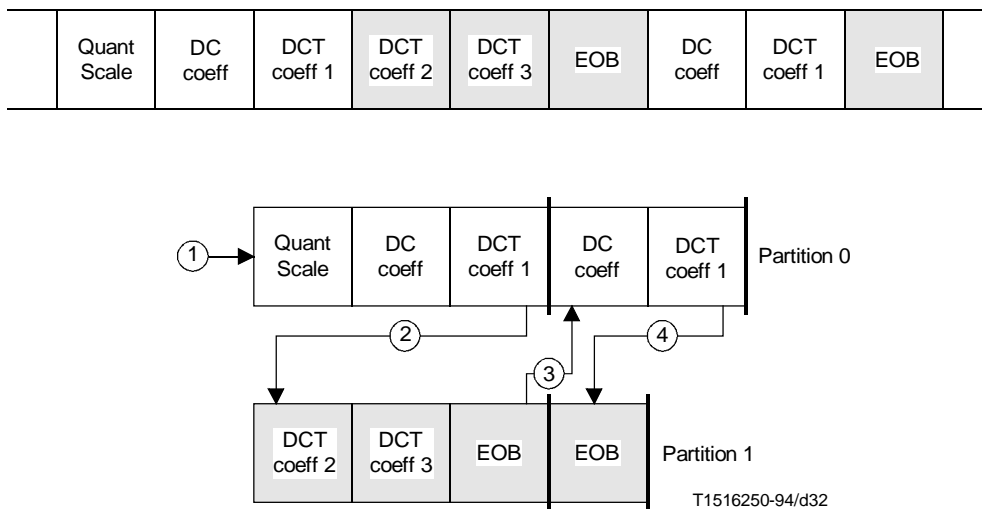 Quant
Scale
DC
coeff
DCT
coeff 1
DCT
coeff 2
DCT
coeff 3
EOB
DC
coeff
DCT
coeff 1
EOB
1
Quant
Scale
DC
coeff
DCT
coeff 1
DC
coeff
DCT
coeff 1
Partition 0
2
3
4
DCT
coeff 2
DCT
coeff 3
EOB
EOB
Partition 1
T1516250-94/d32